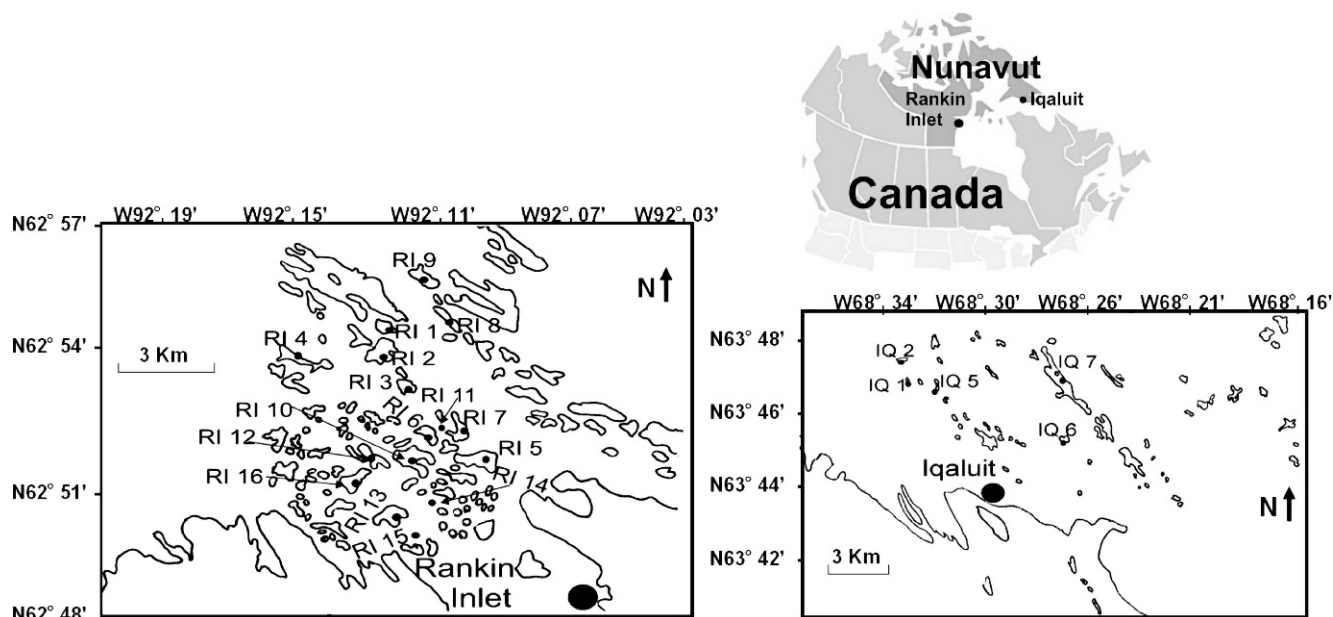 Nunavut
Rankin
Inlet
Iqaluit
Canada
W92° 19' W92° 15' W92° 11' W92° 07' W92° 03'
N62° 57'
N62° 54'
N62° 51'
N62° 48'
N
3 Km
RI 9
RI 1
RI 8
RI 4
RI 2
RI 3
RI 11
RI 10
RI 6
RI 7
RI 12
RI 5
RI 16
RI 14
RI 13
RI 15
Rankin
Inlet
W68° 34' W68° 30' W68° 26' W68° 21' W68° 16'
N63° 48'
N63° 46'
N63° 44'
N63° 42'
IQ 2
IQ 7
IQ 1
IQ 5
IQ 6
Iqaluit
N
3 Km